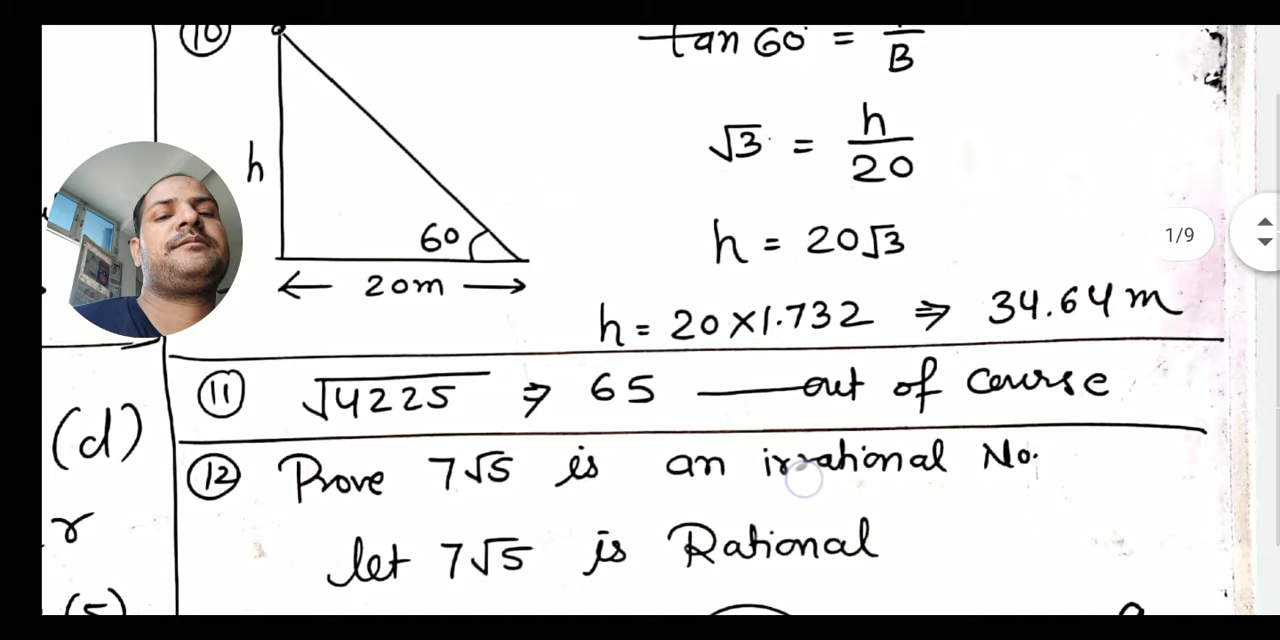 10
tan 60° = /B
√3 = h/20
h
60
h = 20√3
20m
h = 20×1.732 ⇒ 34.64 m
1/9
11 √4225 ⇒ 65 — out of course
(d)
12 Prove 7√5 is an irrational No.
r
let 7√5 is Rational